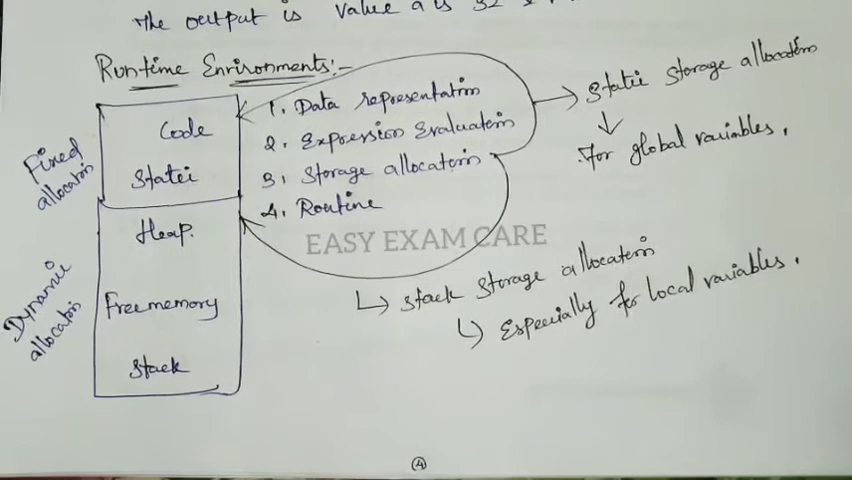 The output is value a is 32
Runtime Environments:-
Fixed allocation
Code
Static
Dynamic allocation
Heap.
Free memory
Stack
1. Data representation
2. Expression Evaluation
3. Storage allocation
4. Routine
Static storage allocation
For global variables.
Stack storage allocation
Especially for local variables.
EASY EXAM CARE
4